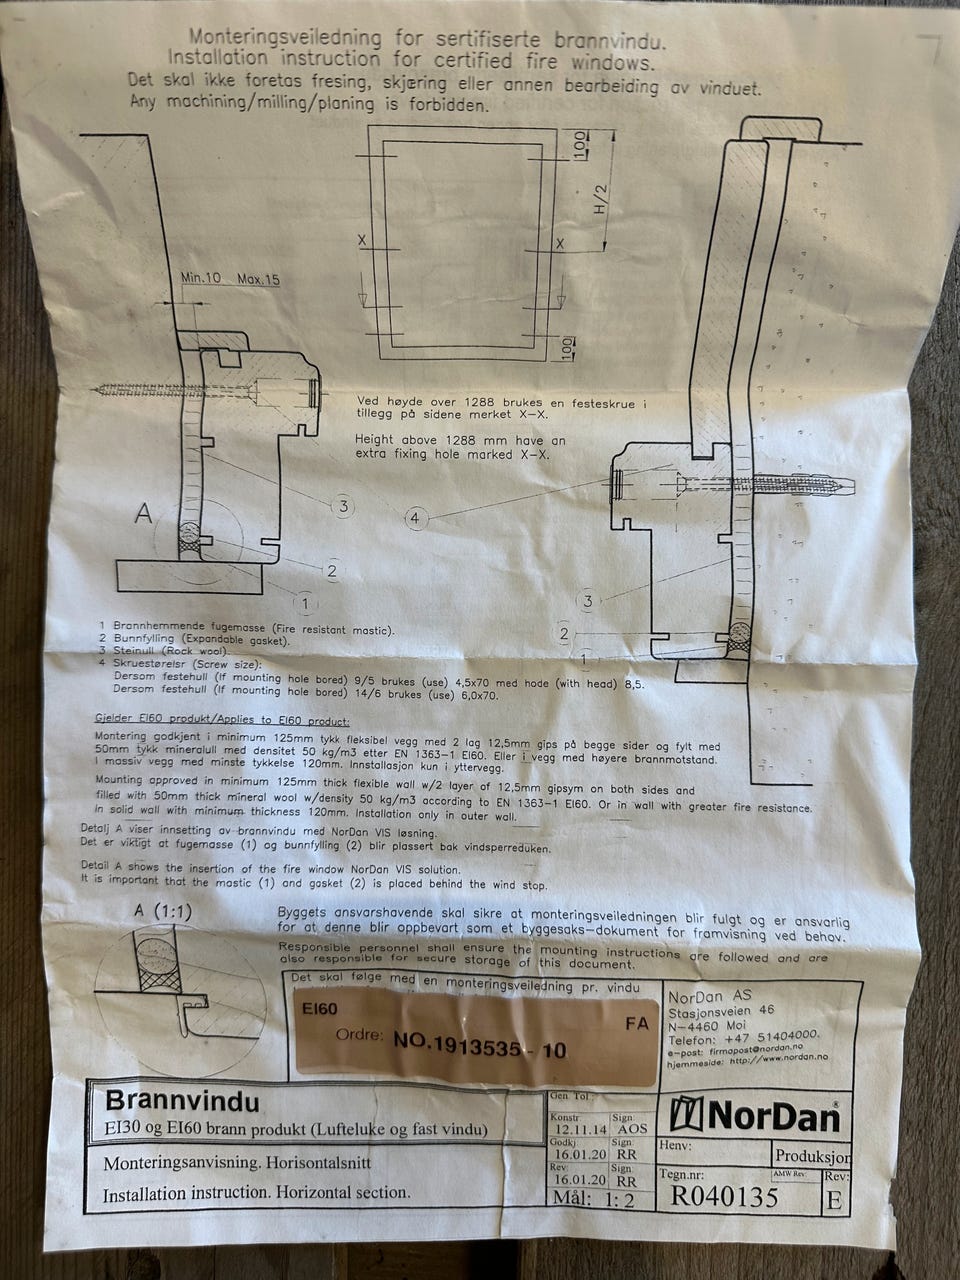 Monteringsveiledning for sertifiserte brannvindu.
Installation instruction for certified fire windows.
Det skal ikke foretas fresing, skjæring eller annen bearbeiding av vinduet.
Any machining/milling/planing is forbidden.
100
H/2
X
X
100
Min.10 Max.15
Ved høyde over 1288 brukes en festeskrue i
tillegg på sidene merket X-X.
Height above 1288 mm have an
extra fixing hole marked X-X.
A
3
4
2
1
3
2
1
1 Brannhemmende fugemasse (Fire resistant mastic).
2 Bunnfylling (Expandable gasket).
3 Steinull (Rock wool).
4 Skruestørelsr (Screw size):
Dersom festehull (If mounting hole bored) 9/5 brukes (use) 4,5x70 med hode (with head) 8,5.
Dersom festehull (If mounting hole bored) 14/6 brukes (use) 6,0x70.
Gjelder EI60 produkt/Applies to EI60 product:
Montering godkjent i minimum 125mm tykk fleksibel vegg med 2 lag 12,5mm gips på begge sider og fylt med
50mm tykk mineralull med densitet 50 kg/m3 etter EN 1363-1 EI60. Eller i vegg med høyere brannmotstand.
I massiv vegg med minste tykkelse 120mm. Innstallasjon kun i yttervegg.
Mounting approved in minimum 125mm thick flexible wall w/2 layer of 12,5mm gipsym on both sides and
filled with 50mm thick mineral wool w/density 50 kg/m3 according to EN 1363-1 EI60. Or in wall with greater fire resistance.
In solid wall with minimum thickness 120mm. Installation only in outer wall.
Detalj A viser innsetting av brannvindu med NorDan VIS løsning.
Det er viktigt at fugemasse (1) og bunnfylling (2) blir plassert bak vindsperreduken.
Detail A shows the insertion of the fire window NorDan VIS solution.
It is important that the mastic (1) and gasket (2) is placed behind the wind stop.
A (1:1)
Byggets ansvarshavende skal sikre at monteringsveiledningen blir fulgt og er ansvarlig
for at denne blir oppbevart som et byggesaks-dokument for framvisning ved behov.
Responsible personnel shall ensure the mounting instructions are followed and are
also responsible for secure storage of this document.
Det skal følge med en monteringsveiledning pr. vindu
EI60
FA
Ordre: NO.1913535-10
NorDan AS
Stasjonsveien 46
N-4460 Moi
Telefon: +47 51404000.
e-post: firmapost@nordan.no
hjemmeside: http://www.nordan.no
Brannvindu
EI30 og EI60 brann produkt (Lufteluke og fast vindu)
Monteringsanvisning. Horisontalsnitt
Installation instruction. Horizontal section.
Gen. Tol.:
Konstr Sign
12.11.14 AOS
Godkj. Sign
16.01.20 RR
Rev: Sign.
16.01.20 RR
Mål: 1: 2
NorDan®
Henv:
Produksjon
Tegn.nr:
R040135
AMW Rev:
Rev:
E